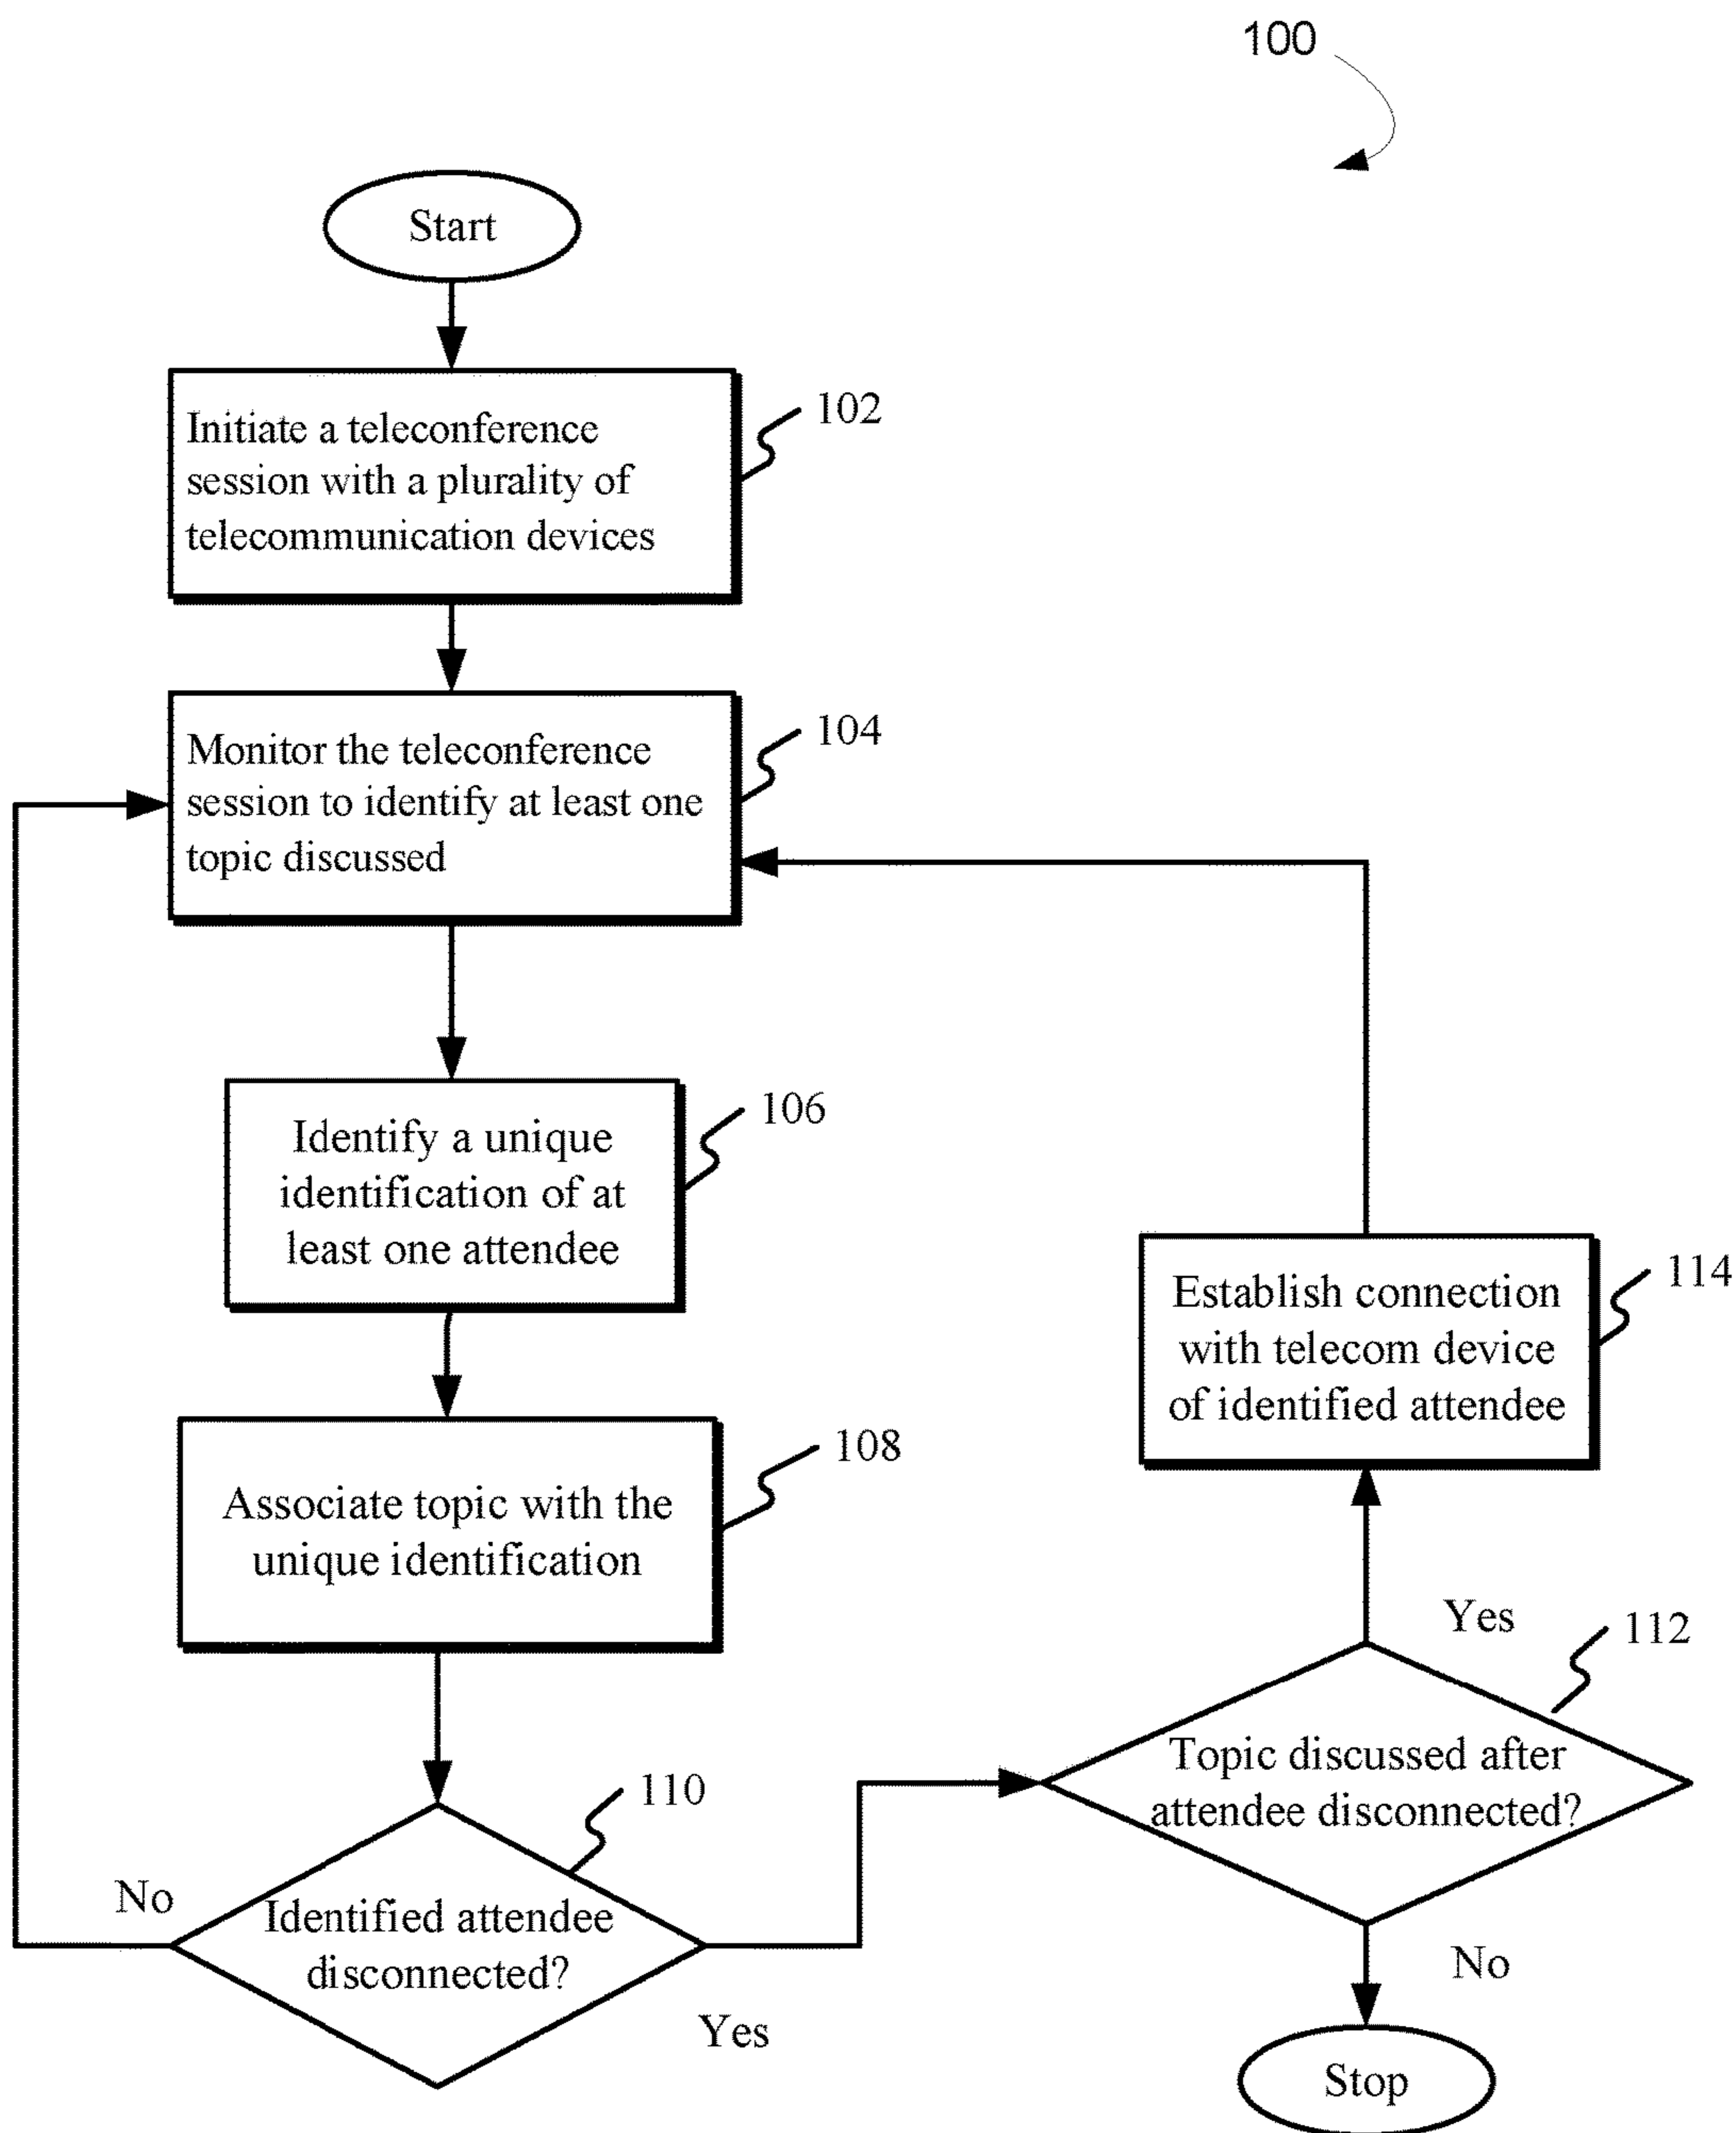 100
Start
Initiate a teleconference
session with a plurality of
telecommunication devices
102
Monitor the teleconference
session to identify at least one
topic discussed
104
Identify a unique
identification of at
least one attendee
106
Associate topic with the
unique identification
108
Identified attendee
disconnected?
110
No
Yes
Topic discussed after
attendee disconnected?
112
Yes
No
Establish connection
with telecom device
of identified attendee
114
Stop